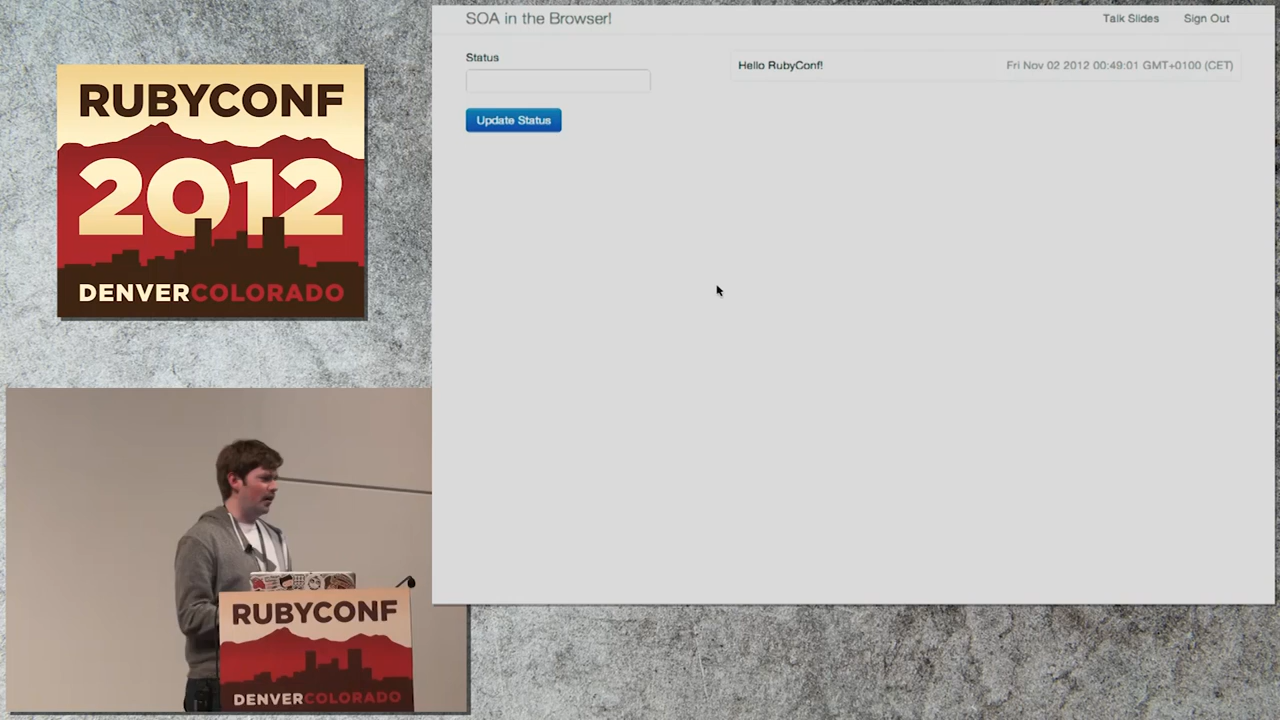 RUBYCONF
2012
DENVERCOLORADO
SOA in the Browser!
Talk Slides
Sign Out
Status
Update Status
Hello RubyConf!
Fri Nov 02 2012 00:49:01 GMT+0100 (CET)
RUBYCONF
DENVERCOLORADO